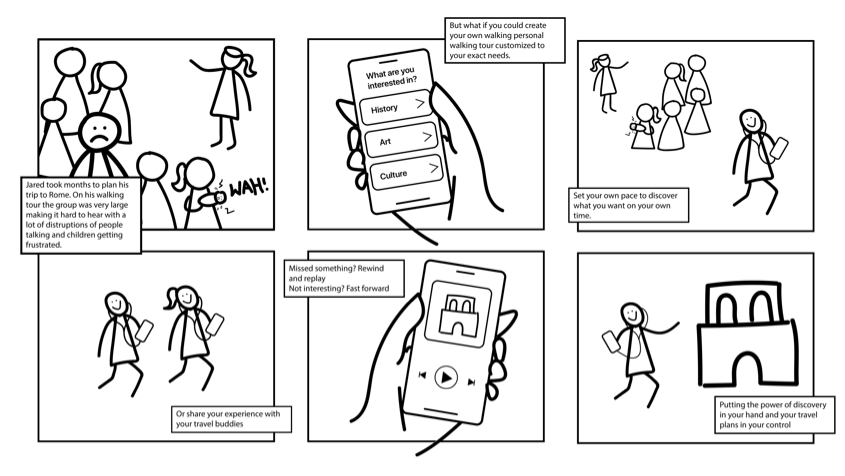 Jared took months to plan his
trip to Rome. On his walking
tour the group was very large
making it hard to hear with a
lot of distruptions of people
talking and children getting
frustrated.
WAH!
But what if you could create
your own walking personal
walking tour customized to
your exact needs.
What are you
interested in?
History
Art
Culture
Set your own pace to discover
what you want on your own
time.
Or share your experience with
your travel buddies
Missed something? Rewind
and replay
Not interesting? Fast forward
Putting the power of discovery
in your hand and your travel
plans in your control